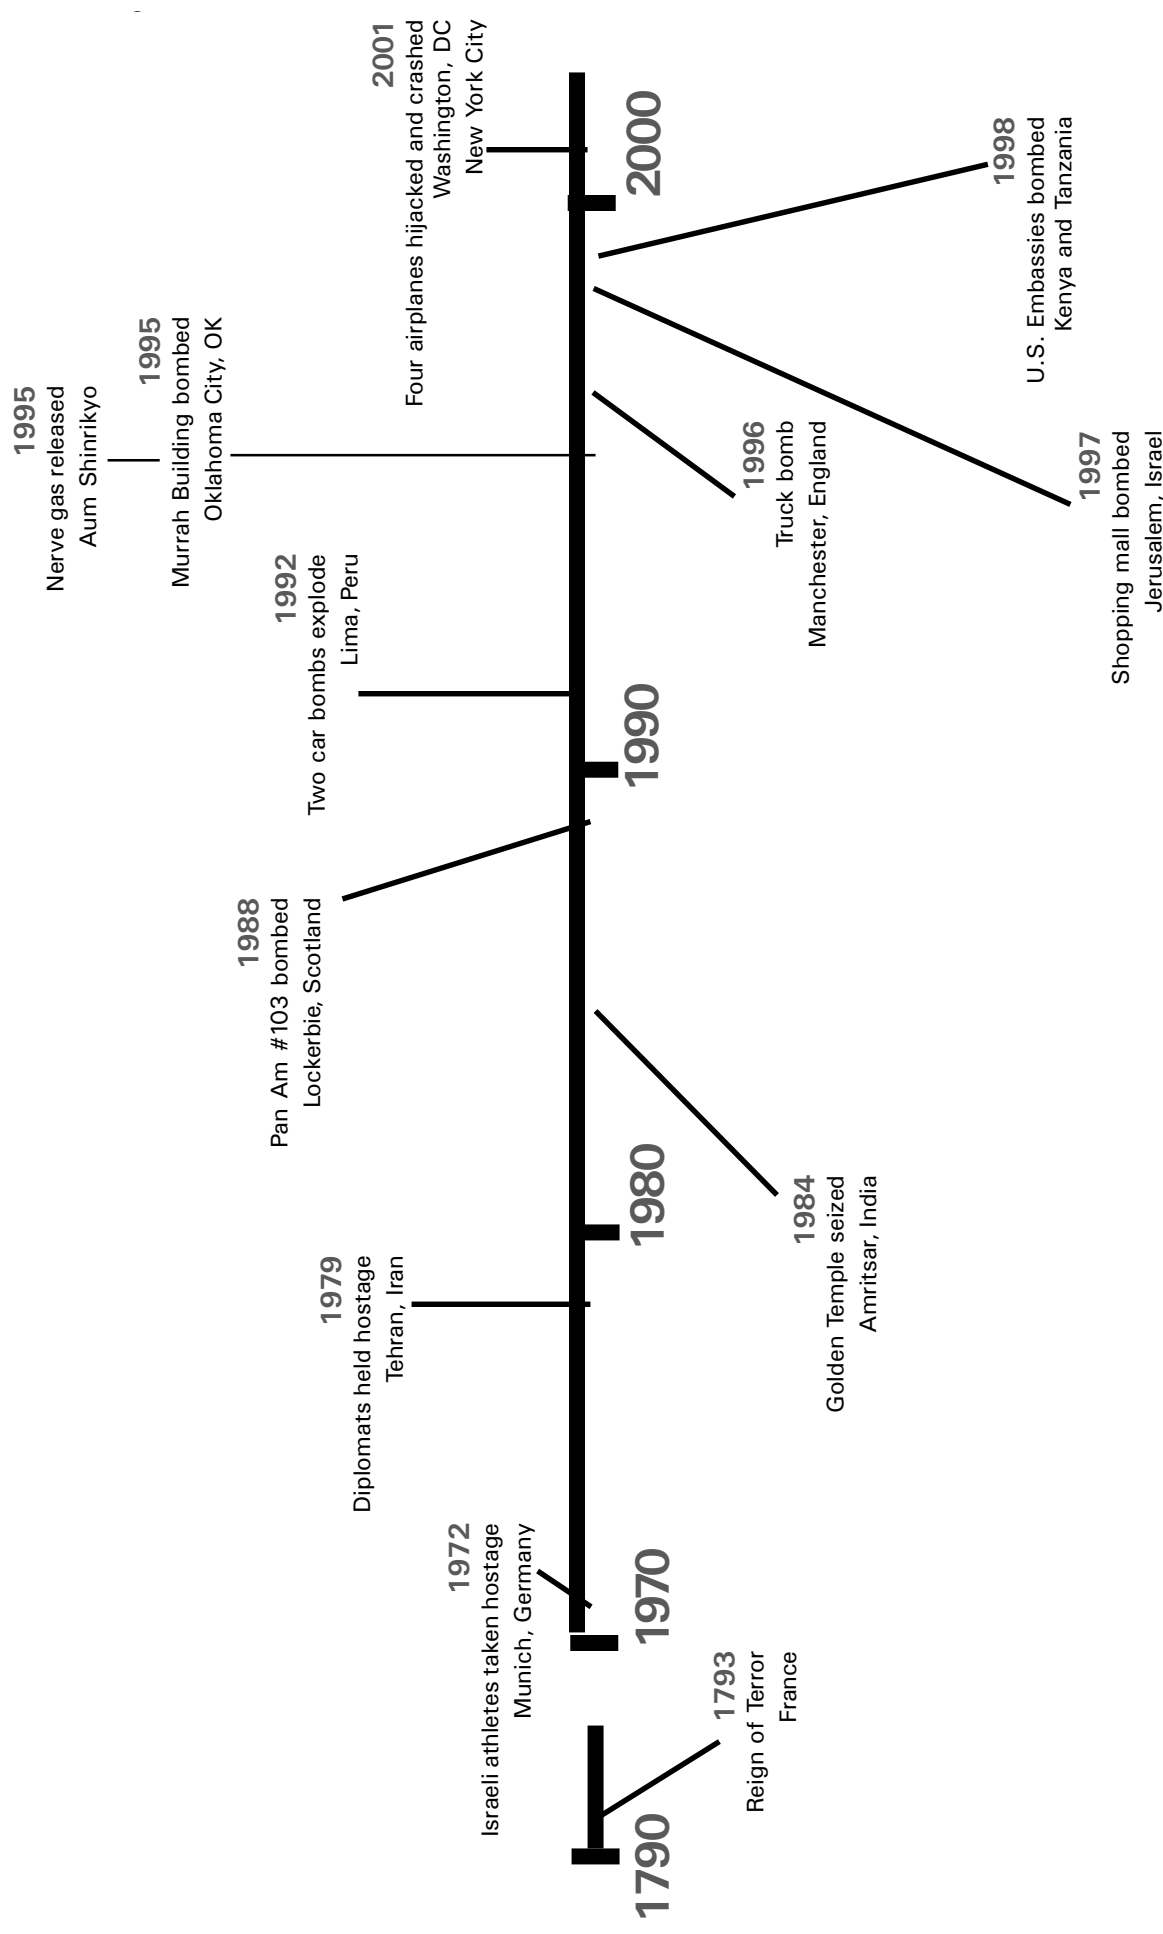 1995
Nerve gas released
Aum Shinrikyo
1995
Murrah Building bombed
Oklahoma City, OK
1988
Pan Am #103 bombed
Lockerbie, Scotland
1992
Two car bombs explode
Lima, Peru
1979
Diplomats held hostage
Tehran, Iran
2001
Four airplanes hijacked and crashed
Washington, DC
New York City
1972
Israeli athletes taken hostage
Munich, Germany
1790
1970
1980
1990
2000
1793
Reign of Terror
France
1996
Truck bomb
Manchester, England
1984
Golden Temple seized
Amritsar, India
1998
U.S. Embassies bombed
Kenya and Tanzania
1997
Shopping mall bombed
Jerusalem, Israel